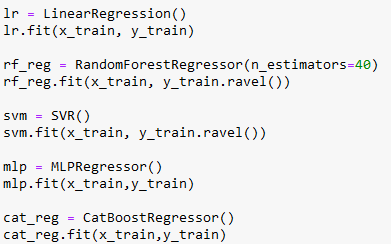 lr = LinearRegression()
lr.fit(x_train, y_train)
rf_reg = RandomForestRegressor(n_estimators=40)
rf_reg.fit(x_train, y_train.ravel())
svm = SVR()
svm.fit(x_train, y_train.ravel())
mlp = MLPRegressor()
mlp.fit(x_train,y_train)
cat_reg = CatBoostRegressor()
cat_reg.fit(x_train,y_train)